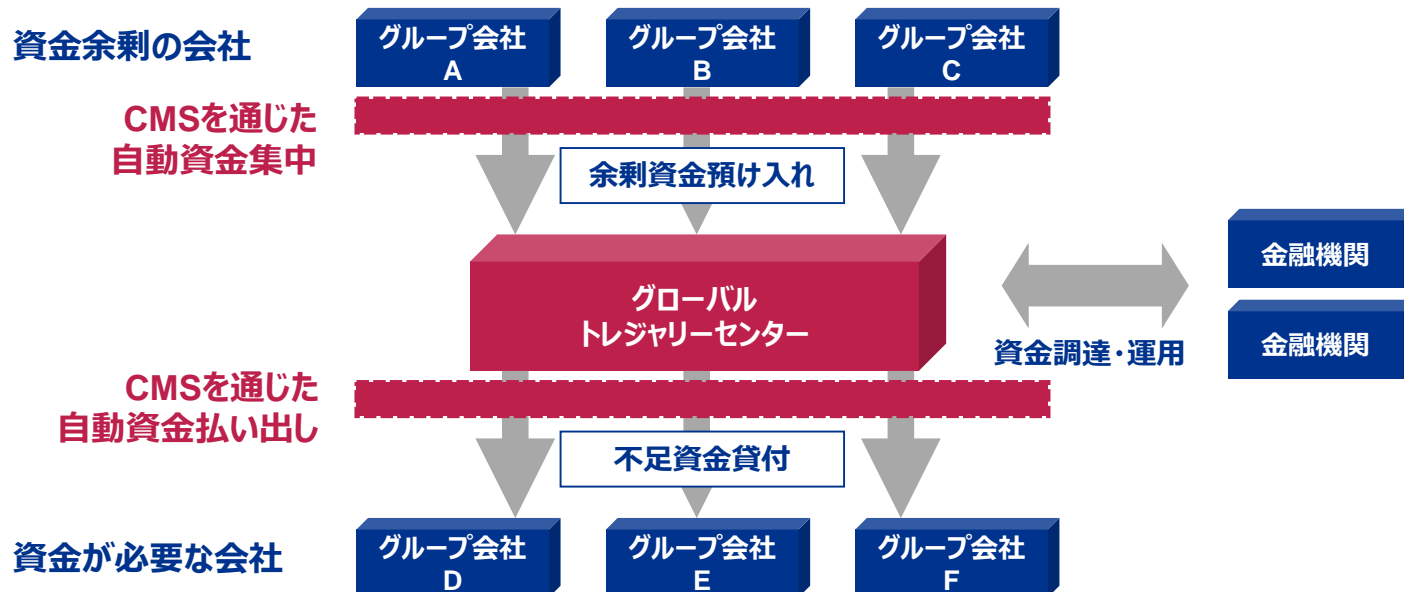 資金余剰の会社
グループ会社
A
グループ会社
B
グループ会社
C
CMSを通じた
自動資金集中
余剰資金預け入れ
グローバル
トレジャリーセンター
資金調達・運用
金融機関
金融機関
CMSを通じた
自動資金払い出し
不足資金貸付
資金が必要な会社
グループ会社
D
グループ会社
E
グループ会社
F